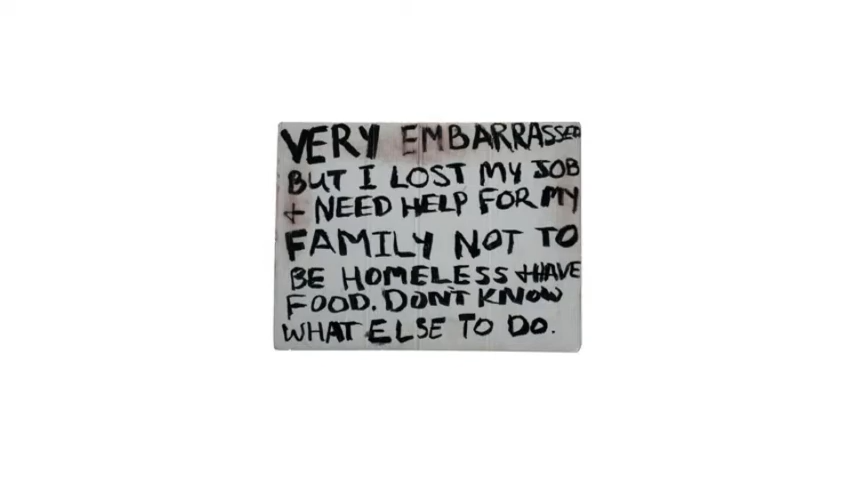 VERY EMBARRASSED
BUT I LOST MY JOB
+ NEED HELP FOR MY
FAMILY NOT TO
BE HOMELESS + HAVE
FOOD. DON'T KNOW
WHAT ELSE TO DO.